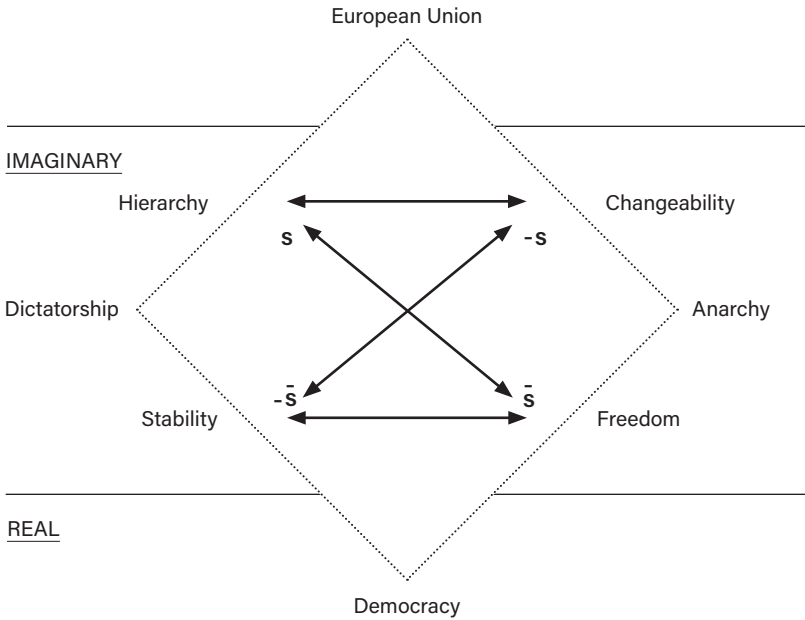 European Union
IMAGINARY
Hierarchy
Changeability
s
-s
Dictatorship
Anarchy
-s̄
s̄
Stability
Freedom
REAL
Democracy